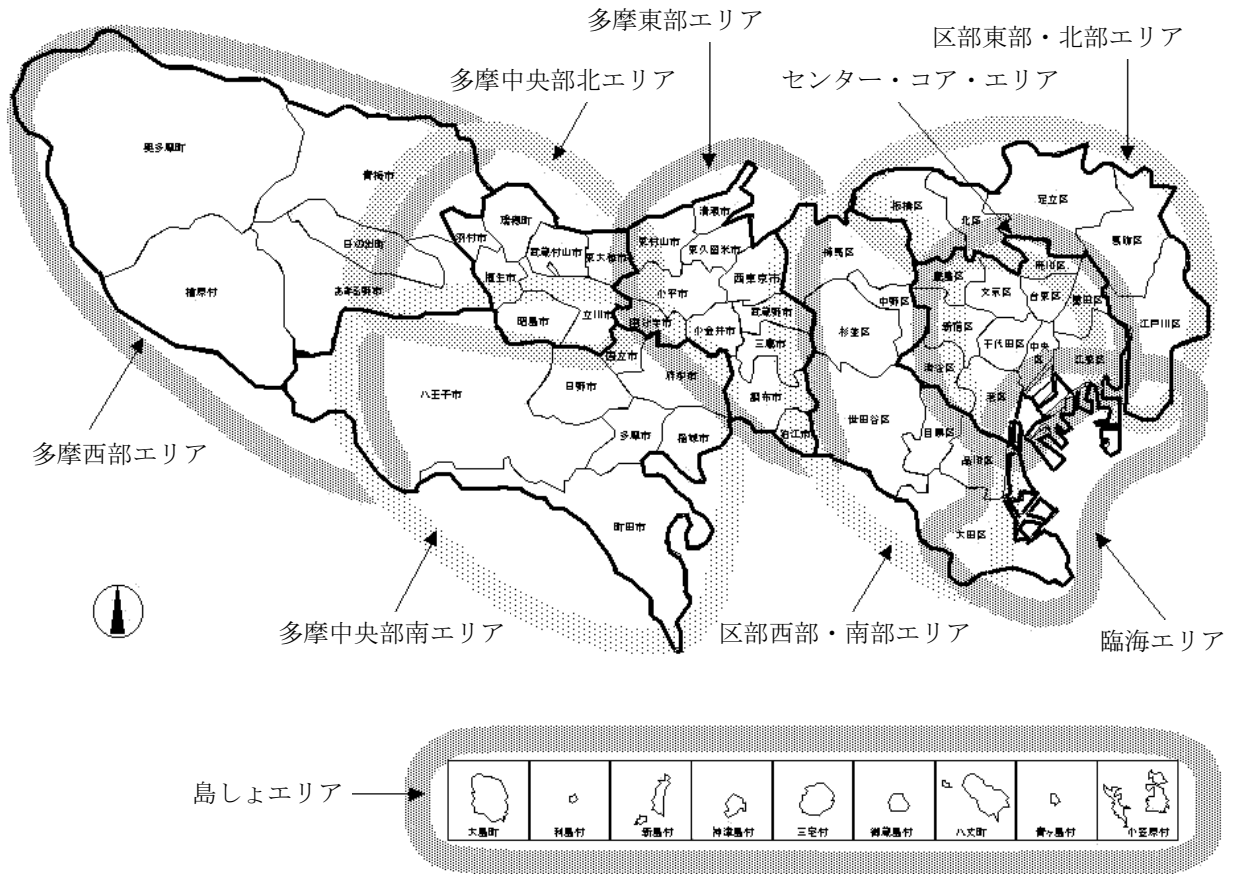 多摩東部エリア
区部東部・北部エリア
多摩中央部北エリア
センター・コア・エリア
奥多摩町
青梅市
足立区
板橋区
北区
葛飾区
清瀬市
瑞穂町
羽村市
日の出町
東村山市
東久留米市
練馬区
武蔵村山市
東大和市
荒川区
豊島区
福生市
西東京市
檜原村
あきる野市
小平市
文京区
台東区
墨田区
中野区
昭島市
立川市
国分寺市
小金井市
武蔵野市
杉並区
新宿区
江戸川区
千代田区
中央区
江東区
三鷹市
国立市
渋谷区
府中市
八王子市
日野市
調布市
港区
世田谷区
目黒区
多摩市
稲城市
狛江市
品川区
多摩西部エリア
町田市
大田区
多摩中央部南エリア
区部西部・南部エリア
臨海エリア
島しょエリア
大島町
利島村
新島村
神津島村
三宅村
御蔵島村
八丈町
青ヶ島村
小笠原村